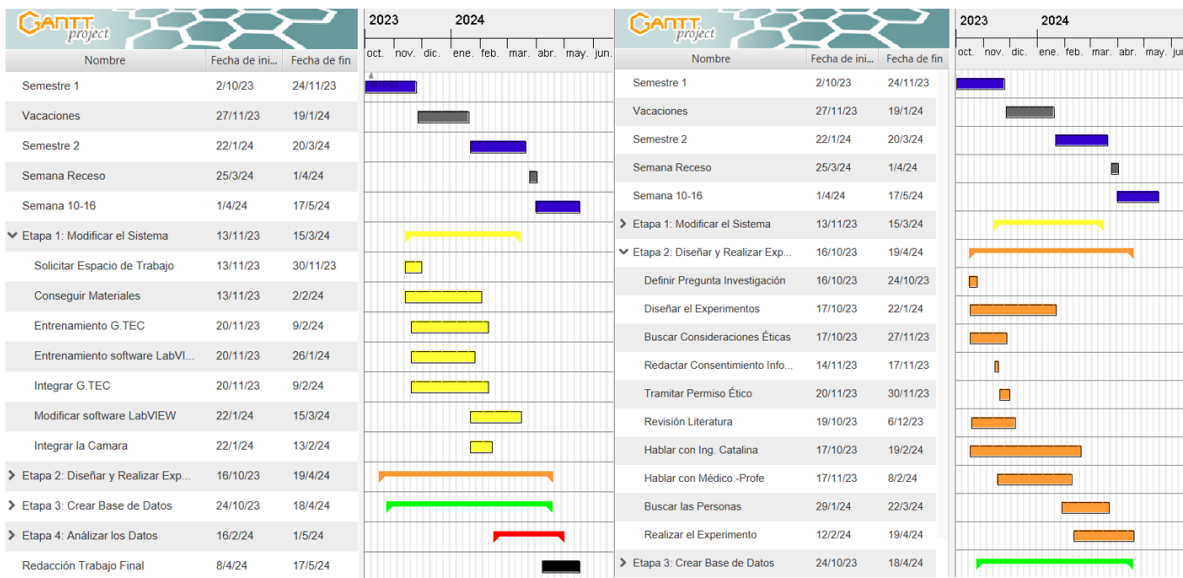 GANTT project
2023 2024
oct. nov. dic. ene. feb. mar. abr. may. jun.
Nombre Fecha de ini... Fecha de fin
Semestre 1 2/10/23 24/11/23
Vacaciones 27/11/23 19/1/24
Semestre 2 22/1/24 20/3/24
Semana Receso 25/3/24 1/4/24
Semana 10-16 1/4/24 17/5/24
Etapa 1: Modificar el Sistema 13/11/23 15/3/24
Solicitar Espacio de Trabajo 13/11/23 30/11/23
Conseguir Materiales 13/11/23 2/2/24
Entrenamiento G.TEC 20/11/23 9/2/24
Entrenamiento software LabVI... 20/11/23 26/1/24
Integrar G.TEC 20/11/23 9/2/24
Modificar software LabVIEW 22/1/24 15/3/24
Integrar la Camara 22/1/24 13/2/24
Etapa 2: Diseñar y Realizar Exp... 16/10/23 19/4/24
Etapa 3: Crear Base de Datos 24/10/23 18/4/24
Etapa 4: Análizar los Datos 16/2/24 1/5/24
Redacción Trabajo Final 8/4/24 17/5/24
GANTT project
2023 2024
oct. nov. dic. ene. feb. mar. abr. may. jun
Nombre Fecha de ini... Fecha de fin
Semestre 1 2/10/23 24/11/23
Vacaciones 27/11/23 19/1/24
Semestre 2 22/1/24 20/3/24
Semana Receso 25/3/24 1/4/24
Semana 10-16 1/4/24 17/5/24
Etapa 1: Modificar el Sistema 13/11/23 15/3/24
Etapa 2: Diseñar y Realizar Exp... 16/10/23 19/4/24
Definir Pregunta Investigación 16/10/23 24/10/23
Diseñar el Experimentos 17/10/23 22/1/24
Buscar Consideraciones Éticas 17/10/23 27/11/23
Redactar Consentimiento Info... 14/11/23 17/11/23
Tramitar Permiso Ético 20/11/23 30/11/23
Revisión Literatura 19/10/23 6/12/23
Hablar con Ing. Catalina 17/10/23 19/2/24
Hablar con Médico -Profe 17/11/23 8/2/24
Buscar las Personas 29/1/24 22/3/24
Realizar el Experimento 12/2/24 19/4/24
Etapa 3: Crear Base de Datos 24/10/23 18/4/24